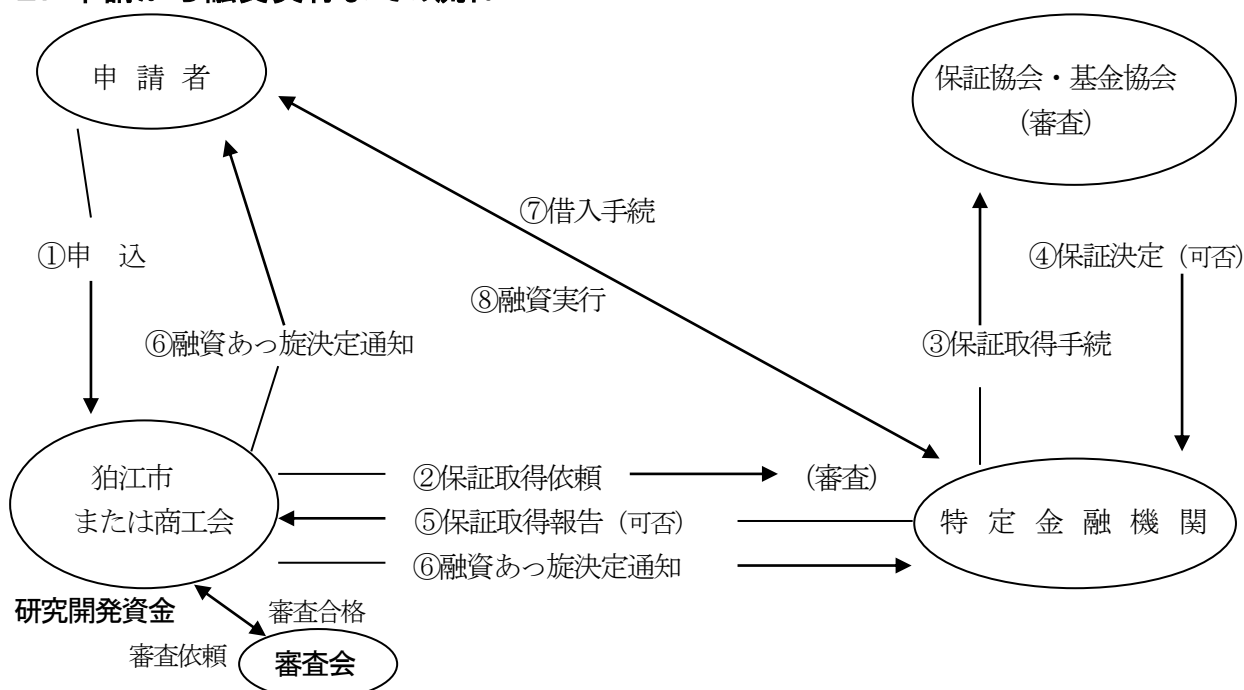 申 請 者
保証協会・基金協会
（審査）
⑦借入手続
①申 込
④保証決定（可否）
⑧融資実行
⑥融資あっ旋決定通知
③保証取得手続
狛江市
または商工会
②保証取得依頼
（審査）
⑤保証取得報告（可否）
特 定 金 融 機 関
⑥融資あっ旋決定通知
研究開発資金
審査合格
審査依頼
審査会